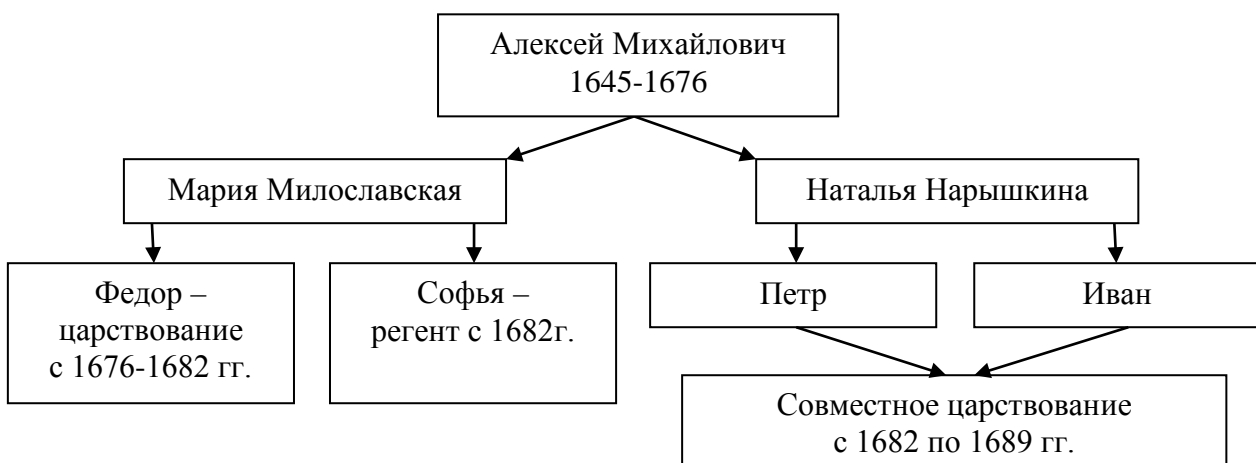 Алексей Михайлович
1645-1676
Мария Милославская
Наталья Нарышкина
Федор –
царствование
с 1676-1682 гг.
Софья –
регент с 1682г.
Петр
Иван
Совместное царствование
с 1682 по 1689 гг.